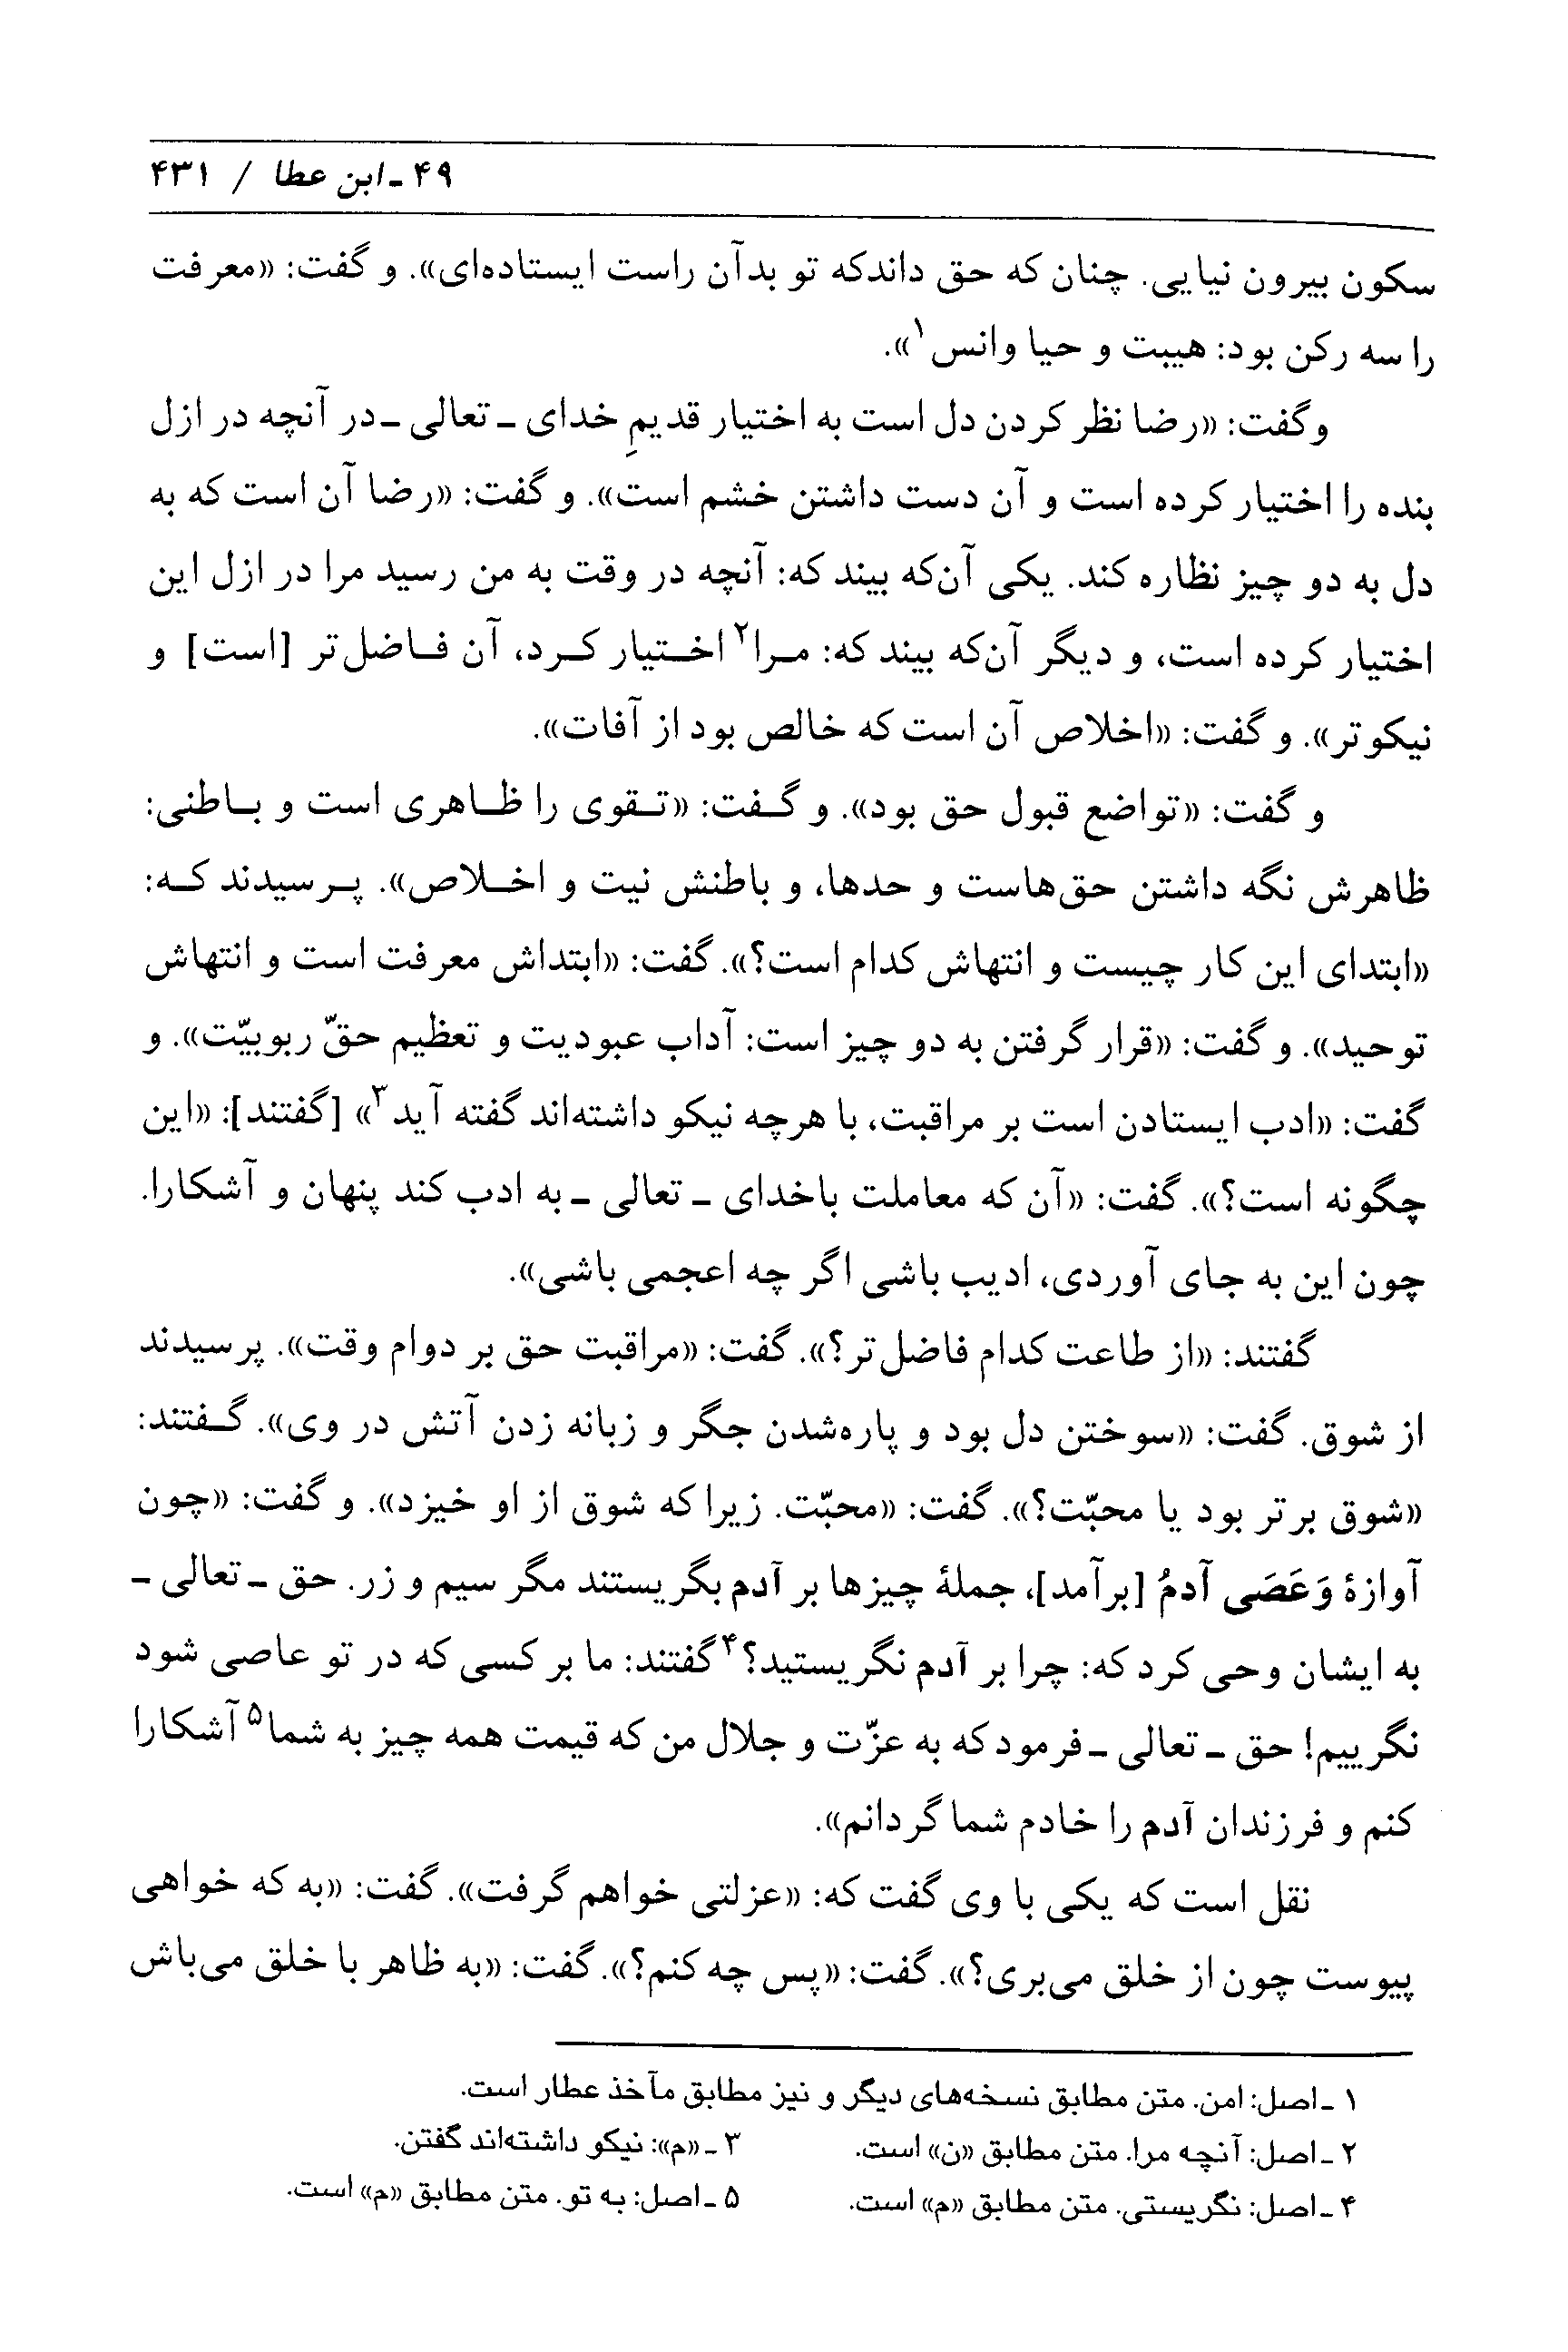 ۴۹ ـ ابن عطا / ۴۳۱
سکون بیرون نیایی. چنان که حق داندکه تو بدآن راست ایستاده‌ای». و گفت: «معرفت
را سه رکن بود: هیبت و حیا وانس۱».
وگفت: «رضا نظر کردن دل است به اختیار قدیمِ خدای ـ تعالی ـ در آنچه در ازل
بنده را اختیار کرده است و آن دست داشتن خشم است». و گفت: «رضا آن است که به
دل به دو چیز نظاره کند. یکی آن‌که بیند که: آنچه در وقت به من رسید مرا در ازل این
اختیار کرده است، و دیگر آن‌که بیند که: مرا۲ اختیار کرد، آن فاضل‌تر [است] و
نیکوتر». و گفت: «اخلاص آن است که خالص بود از آفات».
و گفت: «تواضع قبول حق بود». و گفت: «تقوی را ظاهری است و باطنی:
ظاهرش نگه داشتن حق‌هاست و حدها، و باطنش نیت و اخلاص». پرسیدند که:
«ابتدای این کار چیست و انتهاش کدام است؟». گفت: «ابتداش معرفت است و انتهاش
توحید». و گفت: «قرار گرفتن به دو چیز است: آداب عبودیت و تعظیم حقّ ربوبیّت». و
گفت: «ادب ایستادن است بر مراقبت، با هرچه نیکو داشته‌اند گفته آید۳» [گفتند]: «این
چگونه است؟». گفت: «آن که معاملت باخدای ـ تعالی ـ به ادب کند پنهان و آشکارا.
چون این به جای آوردی، ادیب باشی اگر چه اعجمی باشی».
گفتند: «از طاعت کدام فاضل‌تر؟». گفت: «مراقبت حق بر دوام وقت». پرسیدند
از شوق. گفت: «سوختن دل بود و پاره‌شدن جگر و زبانه زدن آتش در وی». گفتند:
«شوق برتر بود یا محبّت؟». گفت: «محبّت. زیرا که شوق از او خیزد». و گفت: «چون
آوازهٔ وَعَصَی آدمُ [برآمد]، جملهٔ چیزها بر آدم بگریستند مگر سیم و زر. حق ـ تعالی ـ
به ایشان وحی کرد که: چرا بر آدم نگریستید؟۴ گفتند: ما بر کسی که در تو عاصی شود
نگرییم! حق ـ تعالی ـ فرمود که به عزّت و جلال من که قیمت همه چیز به شما۵ آشکارا
کنم و فرزندان آدم را خادم شما گردانم».
نقل است که یکی با وی گفت که: «عزلتی خواهم گرفت». گفت: «به که خواهی
پیوست چون از خلق می‌بری؟». گفت: «پس چه کنم؟». گفت: «به ظاهر با خلق می‌باش
۱ ـ اصل: امن. متن مطابق نسخه‌های دیگر و نیز مطابق مآخذ عطار است.
۲ ـ اصل: آنچه مرا. متن مطابق «ن» است. ۳ ـ «م»: نیکو داشته‌اند گفتن.
۴ ـ اصل: نگریستی. متن مطابق «م» است. ۵ ـ اصل: به تو. متن مطابق «م» است.